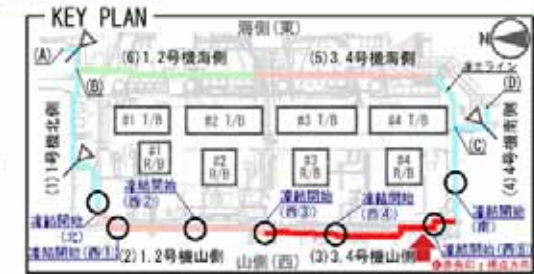 KEY PLAN
海側(東)
N
(A)
(B)
(6)1.2号機海側
(5)3.4号機海側
凍土ライン
(D)
(C)
(1)1号機北側
(4)4号機南側
#1 T/B
#2 T/B
#3 T/B
#4 T/B
#1
R/B
#2
R/B
#3
R/B
#4
R/B
凍結開始
(西②)
凍結開始
(西③)
凍結開始
(西④)
凍結開始
(北)
凍結開始
(南)
凍結開始(西①)
(2)1.2号機山側
山側(西)
(3)3.4号機山側
凍結開始(西⑤)